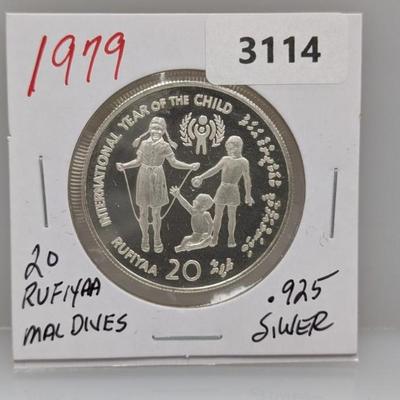 1979
3114
INTERNATIONAL YEAR OF THE CHILD
RUFIYAA 20
20
RUFIYAA
MALDIVES
.925
SILVER